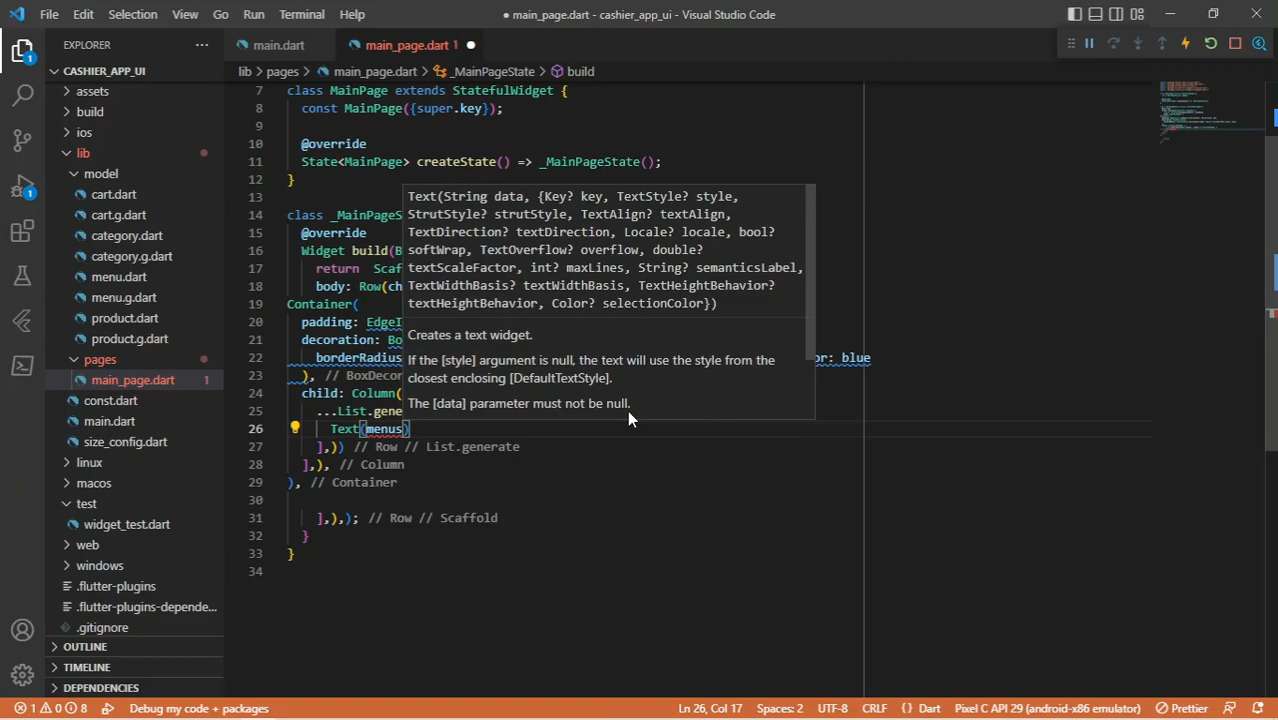 File Edit Selection View Go Run Terminal Help
● main_page.dart - cashier_app_ui - Visual Studio Code
EXPLORER
CASHIER_APP_UI
assets
build
ios
lib
model
cart.dart
cart.g.dart
category.dart
category.g.dart
menu.dart
menu.g.dart
product.dart
product.g.dart
pages
main_page.dart 1
const.dart
main.dart
size_config.dart
linux
macos
test
widget_test.dart
web
windows
.flutter-plugins
.flutter-plugins-depende...
.gitignore
OUTLINE
TIMELINE
DEPENDENCIES
1
1
main.dart
main_page.dart 1 ●
lib > pages > main_page.dart > _MainPageState > build
7 class MainPage extends StatefulWidget {
8 const MainPage({super.key});
9
10 @override
11 State<MainPage> createState() => _MainPageState();
12 }
13
14 class _MainPageS
15 @override
16 Widget build(B
17 return Scaf
18 body: Row(ch
19 Container(
20 padding: EdgeI
21 decoration: Bo
22 borderRadius or: blue
23 ), // BoxDecor
24 child: Column(
25 ...List.gene
26 Text(menus)
27 ],)) // Row // List.generate
28 ],), // Column
29 ), // Container
30
31 ],),); // Row // Scaffold
32 }
33 }
34
Text(String data, {Key? key, TextStyle? style,
StrutStyle? strutStyle, TextAlign? textAlign,
TextDirection? textDirection, Locale? locale, bool?
softWrap, TextOverflow? overflow, double?
textScaleFactor, int? maxLines, String? semanticsLabel,
TextWidthBasis? textWidthBasis, TextHeightBehavior?
textHeightBehavior, Color? selectionColor})
Creates a text widget.
If the [style] argument is null, the text will use the style from the
closest enclosing [DefaultTextStyle].
The [data] parameter must not be null.
1 0 8 Debug my code + packages
Ln 26, Col 17 Spaces: 2 UTF-8 CRLF {} Dart Pixel C API 29 (android-x86 emulator) Prettier